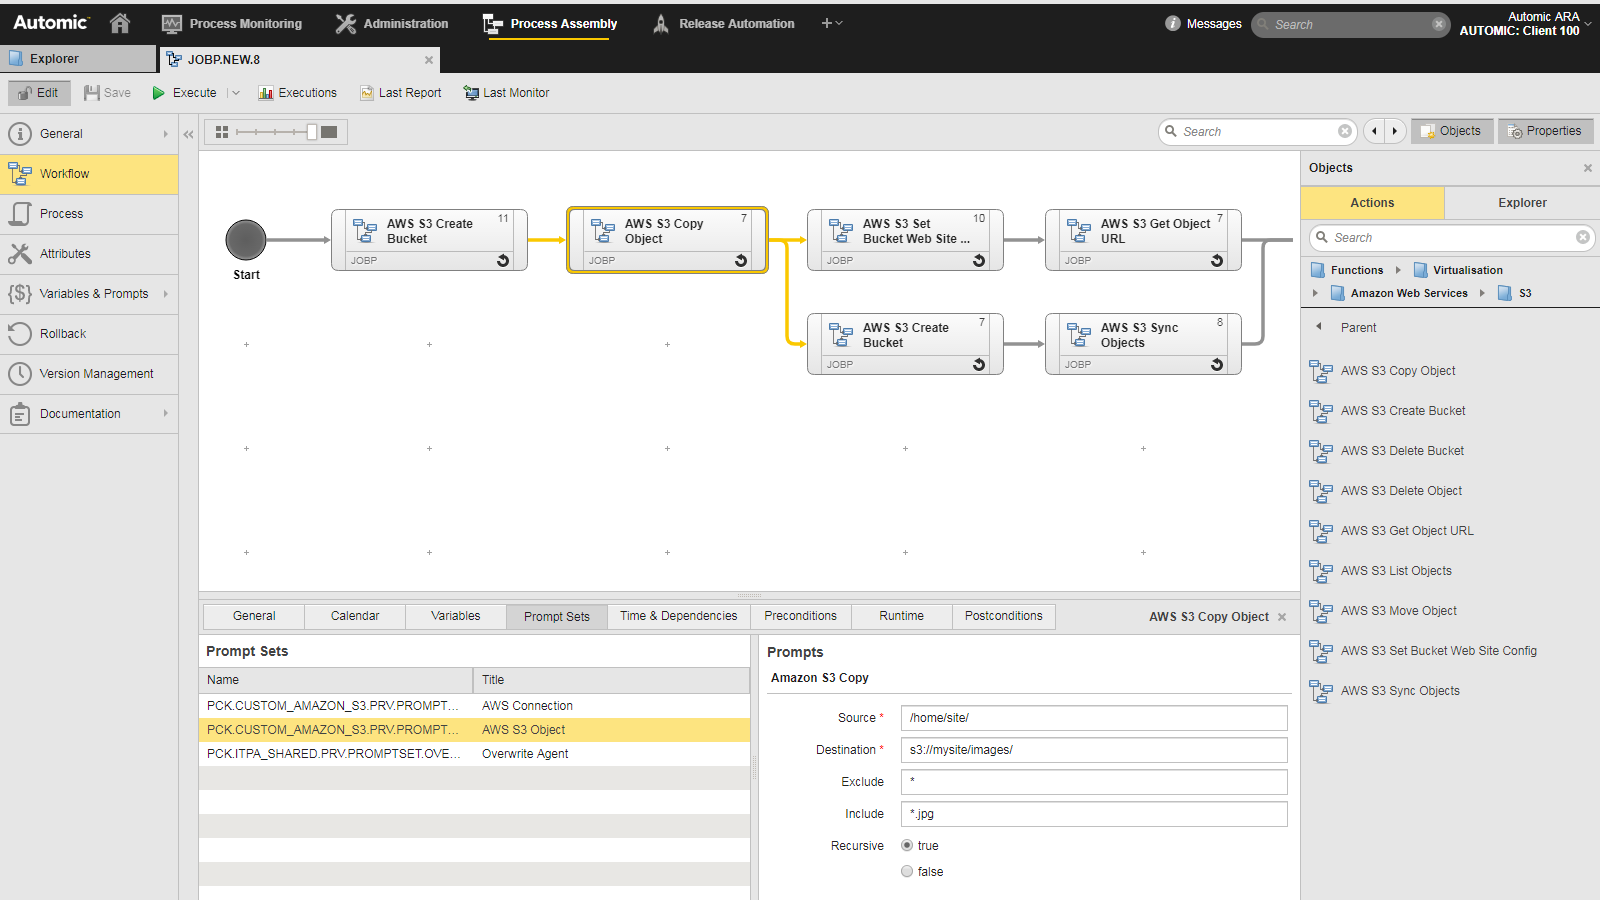 Automic
Process Monitoring
Administration
Process Assembly
Release Automation
Messages
Search
Automic ARA
AUTOMIC: Client 100
Explorer
JOBP.NEW.8
Edit
Save
Execute
Executions
Last Report
Last Monitor
General
Workflow
Process
Attributes
Variables & Prompts
{$}
Rollback
Version Management
Documentation
Search
Objects
Properties
Start
AWS S3 Create
Bucket
11
JOBP
AWS S3 Copy
Object
7
JOBP
AWS S3 Set
Bucket Web Site ...
10
JOBP
AWS S3 Get Object
URL
7
JOBP
AWS S3 Create
Bucket
7
JOBP
AWS S3 Sync
Objects
8
JOBP
Objects
Actions
Explorer
Search
Functions
Virtualisation
Amazon Web Services
S3
Parent
AWS S3 Copy Object
AWS S3 Create Bucket
AWS S3 Delete Bucket
AWS S3 Delete Object
AWS S3 Get Object URL
AWS S3 List Objects
AWS S3 Move Object
AWS S3 Set Bucket Web Site Config
AWS S3 Sync Objects
General
Calendar
Variables
Prompt Sets
Time & Dependencies
Preconditions
Runtime
Postconditions
AWS S3 Copy Object
Prompt Sets
Name Title
PCK.CUSTOM_AMAZON_S3.PRV.PROMPT... AWS Connection
PCK.CUSTOM_AMAZON_S3.PRV.PROMPT... AWS S3 Object
PCK.ITPA_SHARED.PRV.PROMPTSET.OVE... Overwrite Agent
Prompts
Amazon S3 Copy
Source * /home/site/
Destination * s3://mysite/images/
Exclude *
Include *.jpg
Recursive true
false